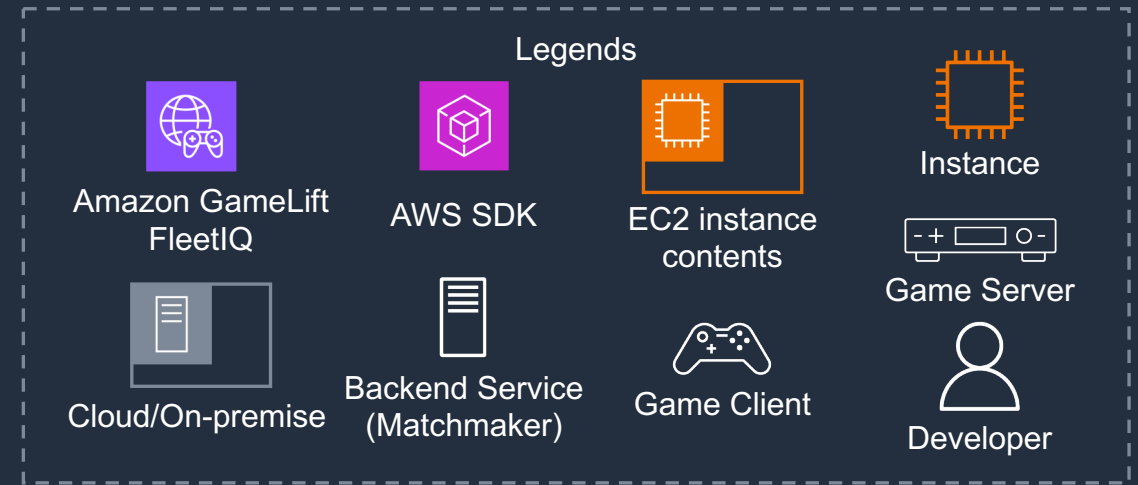 Legends
Amazon GameLift
FleetIQ
AWS SDK
EC2 instance
contents
Instance
Game Server
Cloud/On-premise
Backend Service
(Matchmaker)
Game Client
Developer